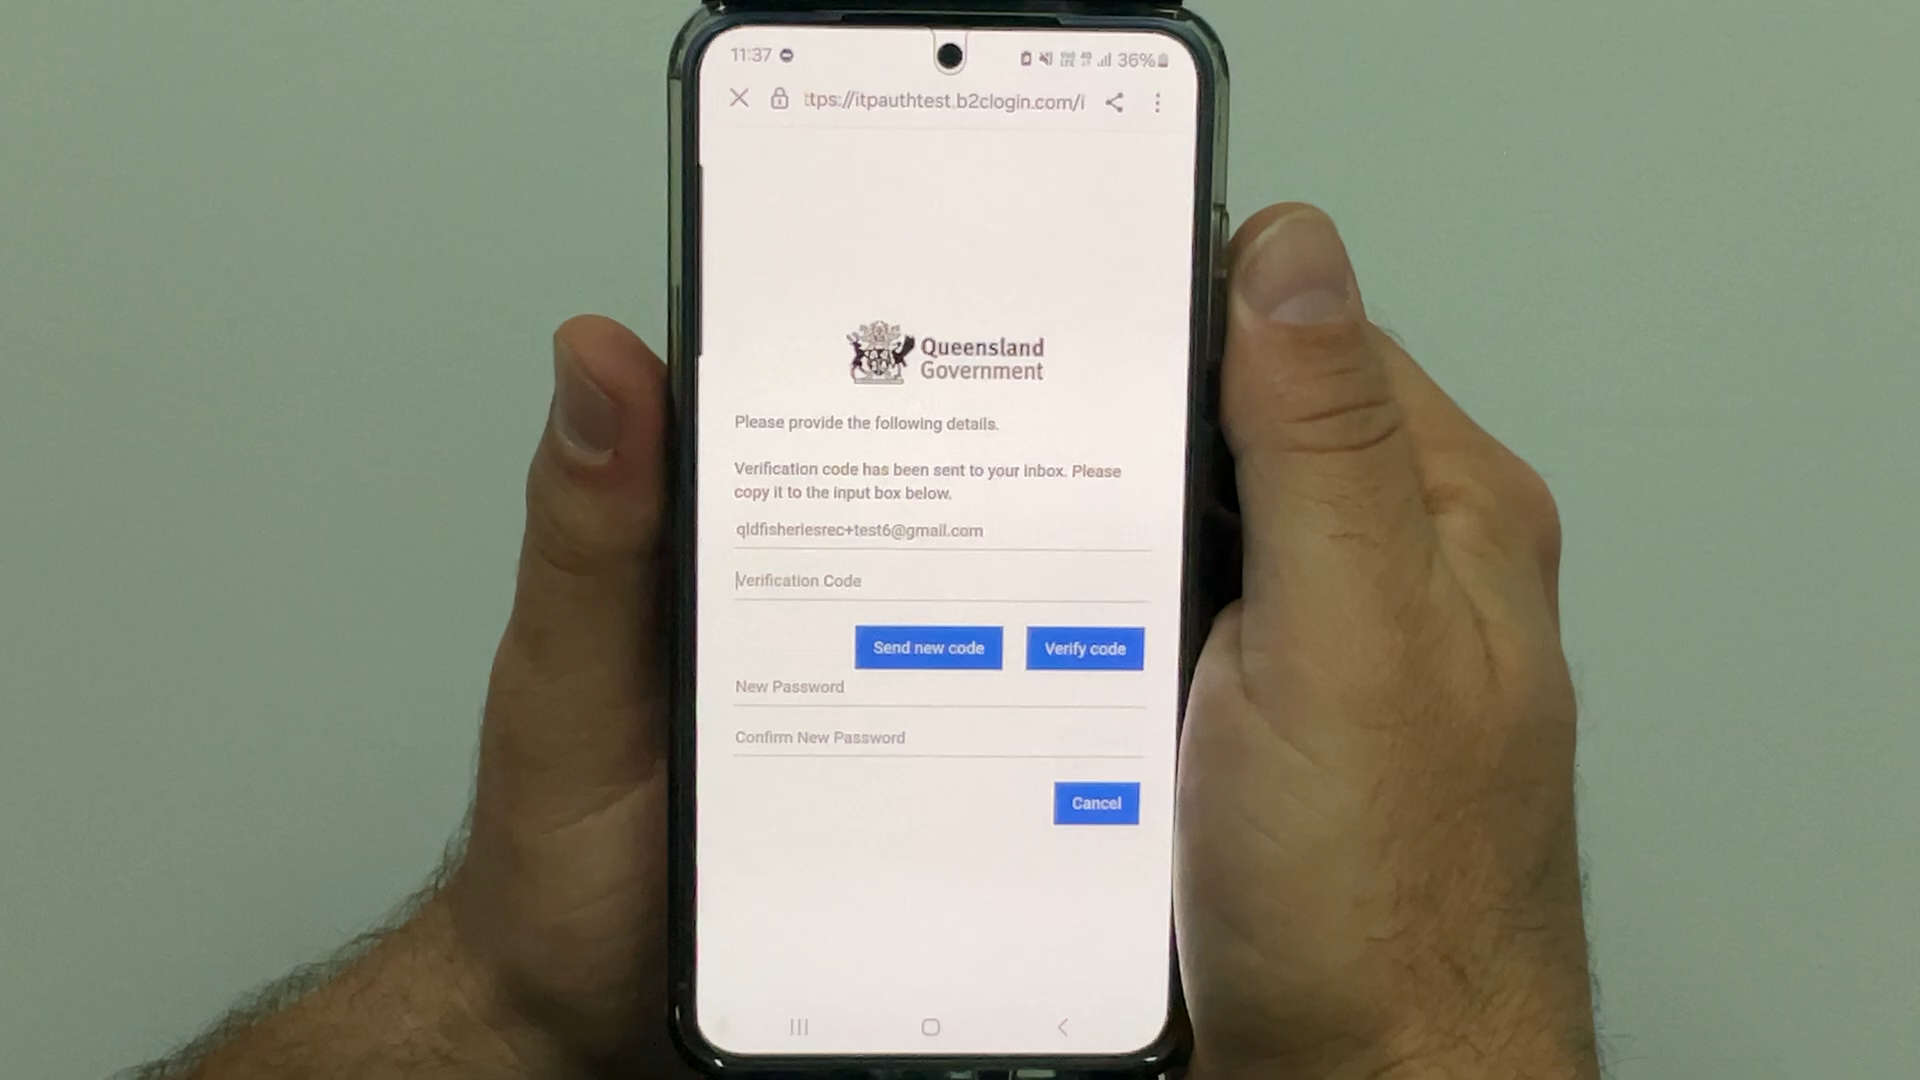 11:37
36%
ttps://itpauthtest.b2clogin.com/i
Queensland
Government
Please provide the following details.
Verification code has been sent to your inbox. Please
copy it to the input box below.
qldfisheriesrec+test6@gmail.com
Verification Code
Send new code
Verify code
New Password
Confirm New Password
Cancel